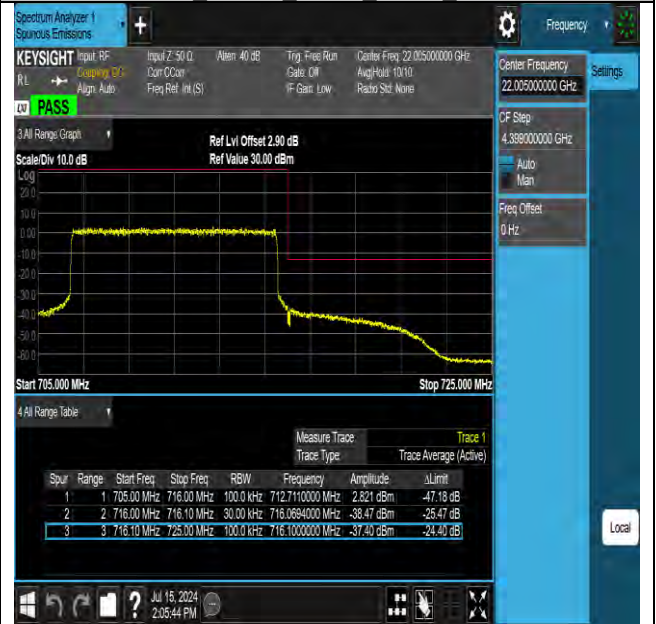 Spectrum Analyzer 1
Spurious Emissions
Frequency
KEYSIGHT Input: RF Input Z: 50 Ω Atten: 40 dB Trig: Free Run Center Freq: 22.005000000 GHz
RL Coupling: DC Corr CCorr Gate: Off Avg|Hold: 10/10
Align: Auto Freq Ref: Int (S) IF Gain: Low Radio Std: None
LXI PASS
Center Frequency
22.005000000 GHz
Settings
CF Step
4.399000000 GHz
Auto
Man
Freq Offset
0 Hz
3 All Range Graph
Ref Lvl Offset 2.90 dB
Scale/Div 10.0 dB Ref Value 30.00 dBm
Log
20.0
10.0
0.00
-10.0
-20.0
-30.0
-40.0
-50.0
-60.0
Start 705.000 MHz Stop 725.000 MHz
4 All Range Table
Measure Trace Trace 1
Trace Type Trace Average (Active)
Spur Range Start Freq Stop Freq RBW Frequency Amplitude ΔLimit
1 1 705.00 MHz 716.00 MHz 100.0 kHz 712.7110000 MHz 2.821 dBm -47.18 dB
2 2 716.00 MHz 716.10 MHz 30.00 kHz 716.0694000 MHz -38.47 dBm -25.47 dB
3 3 716.10 MHz 725.00 MHz 100.0 kHz 716.1000000 MHz -37.40 dBm -24.40 dB
Local
? Jul 15, 2024
2:05:44 PM